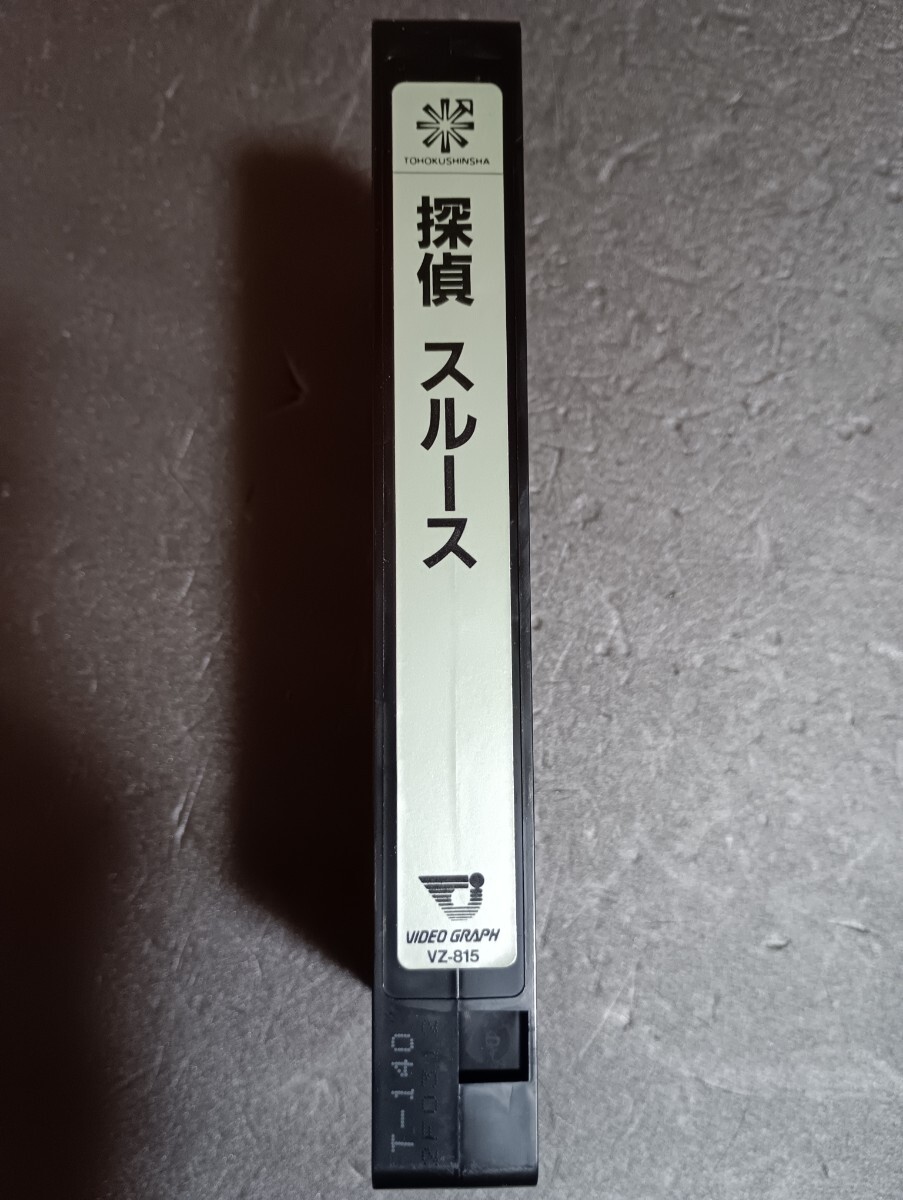 TOHOKUSHINSHA
探偵 スルース
VIDEO GRAPH
VZ-815
T-140